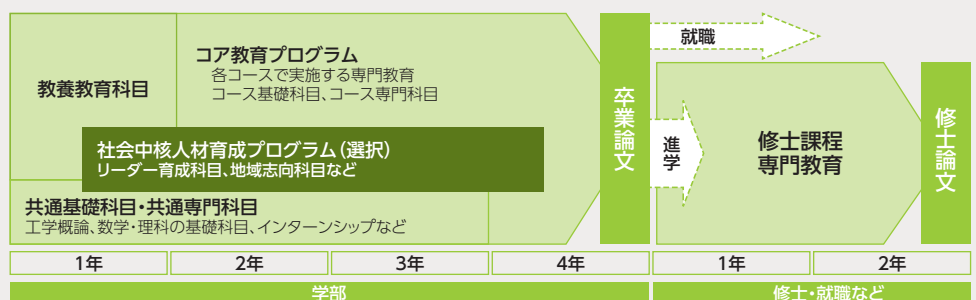 教養教育科目
コア教育プログラム
各コースで実施する専門教育
コース基礎科目、コース専門科目
社会中核人材育成プログラム（選択）
リーダー育成科目、地域志向科目など
共通基礎科目・共通専門科目
工学概論、数学・理科の基礎科目、インターンシップなど
卒業論文
就職
進学
修士課程
専門教育
修士論文
1年
2年
3年
4年
1年
2年
学部
修士・就職など